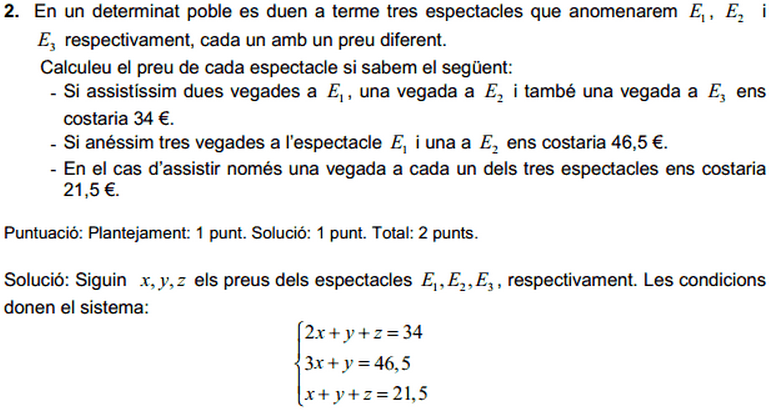 2. En un determinat poble es duen a terme tres espectacles que anomenarem E₁, E₂ i
E₃ respectivament, cada un amb un preu diferent.
Calculeu el preu de cada espectacle si sabem el següent:
- Si assistíssim dues vegades a E₁, una vegada a E₂ i també una vegada a E₃ ens
costaria 34 €.
- Si anéssim tres vegades a l'espectacle E₁ i una a E₂ ens costaria 46,5 €.
- En el cas d'assistir només una vegada a cada un dels tres espectacles ens costaria
21,5 €.
Puntuació: Plantejament: 1 punt. Solució: 1 punt. Total: 2 punts.
Solució: Siguin x, y, z els preus dels espectacles E₁, E₂, E₃, respectivament. Les condicions
donen el sistema:
2x + y + z = 34
3x + y = 46,5
x + y + z = 21,5